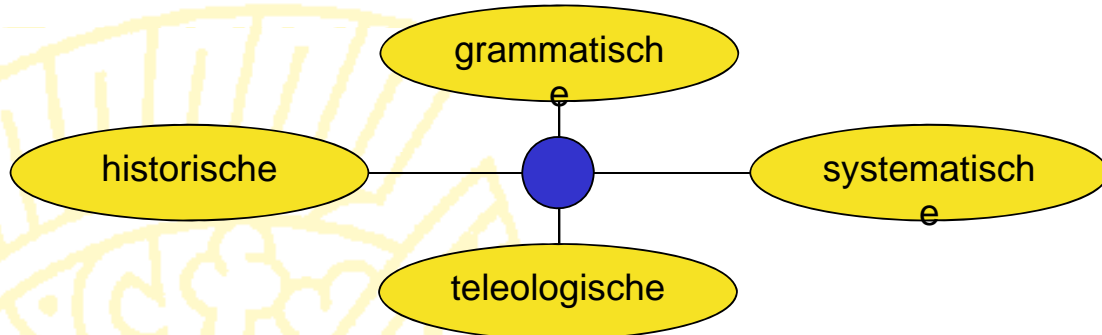 grammatisch
e
historische
systematisch
e
teleologische